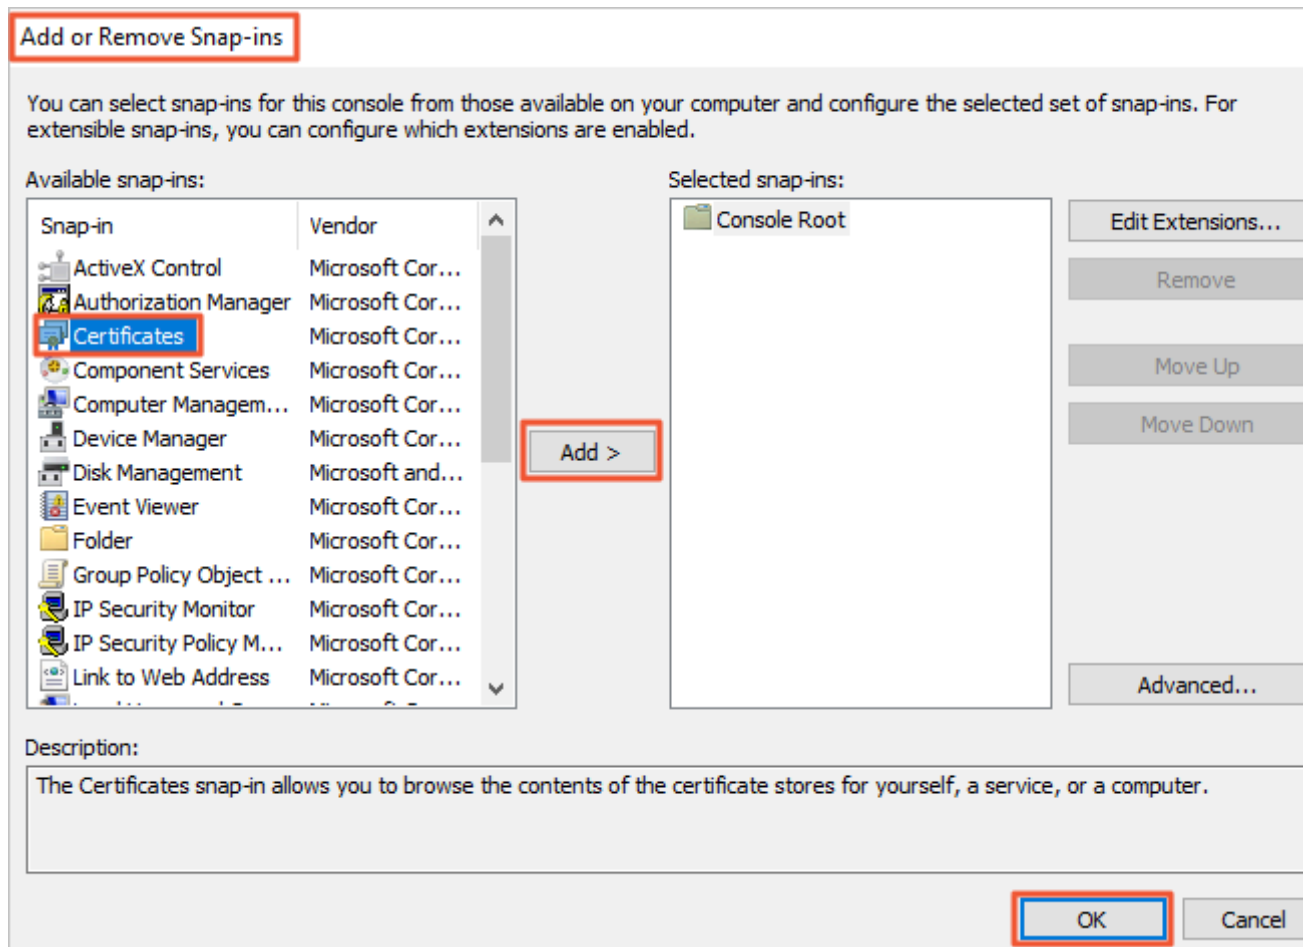 Add or Remove Snap-ins
You can select snap-ins for this console from those available on your computer and configure the selected set of snap-ins. For
extensible snap-ins, you can configure which extensions are enabled.
Available snap-ins:
Snap-in Vendor
ActiveX Control Microsoft Cor...
Authorization Manager Microsoft Cor...
Certificates Microsoft Cor...
Component Services Microsoft Cor...
Computer Managem... Microsoft Cor...
Device Manager Microsoft Cor...
Disk Management Microsoft and...
Event Viewer Microsoft Cor...
Folder Microsoft Cor...
Group Policy Object ... Microsoft Cor...
IP Security Monitor Microsoft Cor...
IP Security Policy M... Microsoft Cor...
Link to Web Address Microsoft Cor...
Add >
Selected snap-ins:
Console Root
Edit Extensions...
Remove
Move Up
Move Down
Advanced...
Description:
The Certificates snap-in allows you to browse the contents of the certificate stores for yourself, a service, or a computer.
OK
Cancel